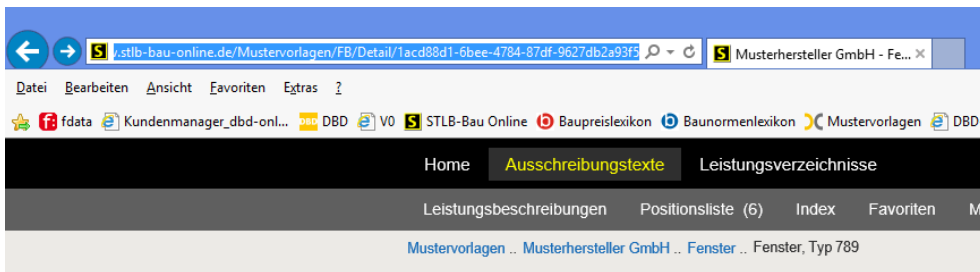 .stlb-bau-online.de/Mustervorlagen/FB/Detail/1acd88d1-6bee-4784-87df-9627db2a93f5 S Musterhersteller GmbH - Fe...
Datei Bearbeiten Ansicht Favoriten Extras ?
fdata Kundenmanager_dbd-onl... DBD DBD V0 S STLB-Bau Online Baupreislexikon Baunormenlexikon Mustervorlagen DBD
Home Ausschreibungstexte Leistungsverzeichnisse
Leistungsbeschreibungen Positionsliste (6) Index Favoriten M
Mustervorlagen .. Musterhersteller GmbH .. Fenster .. Fenster, Typ 789